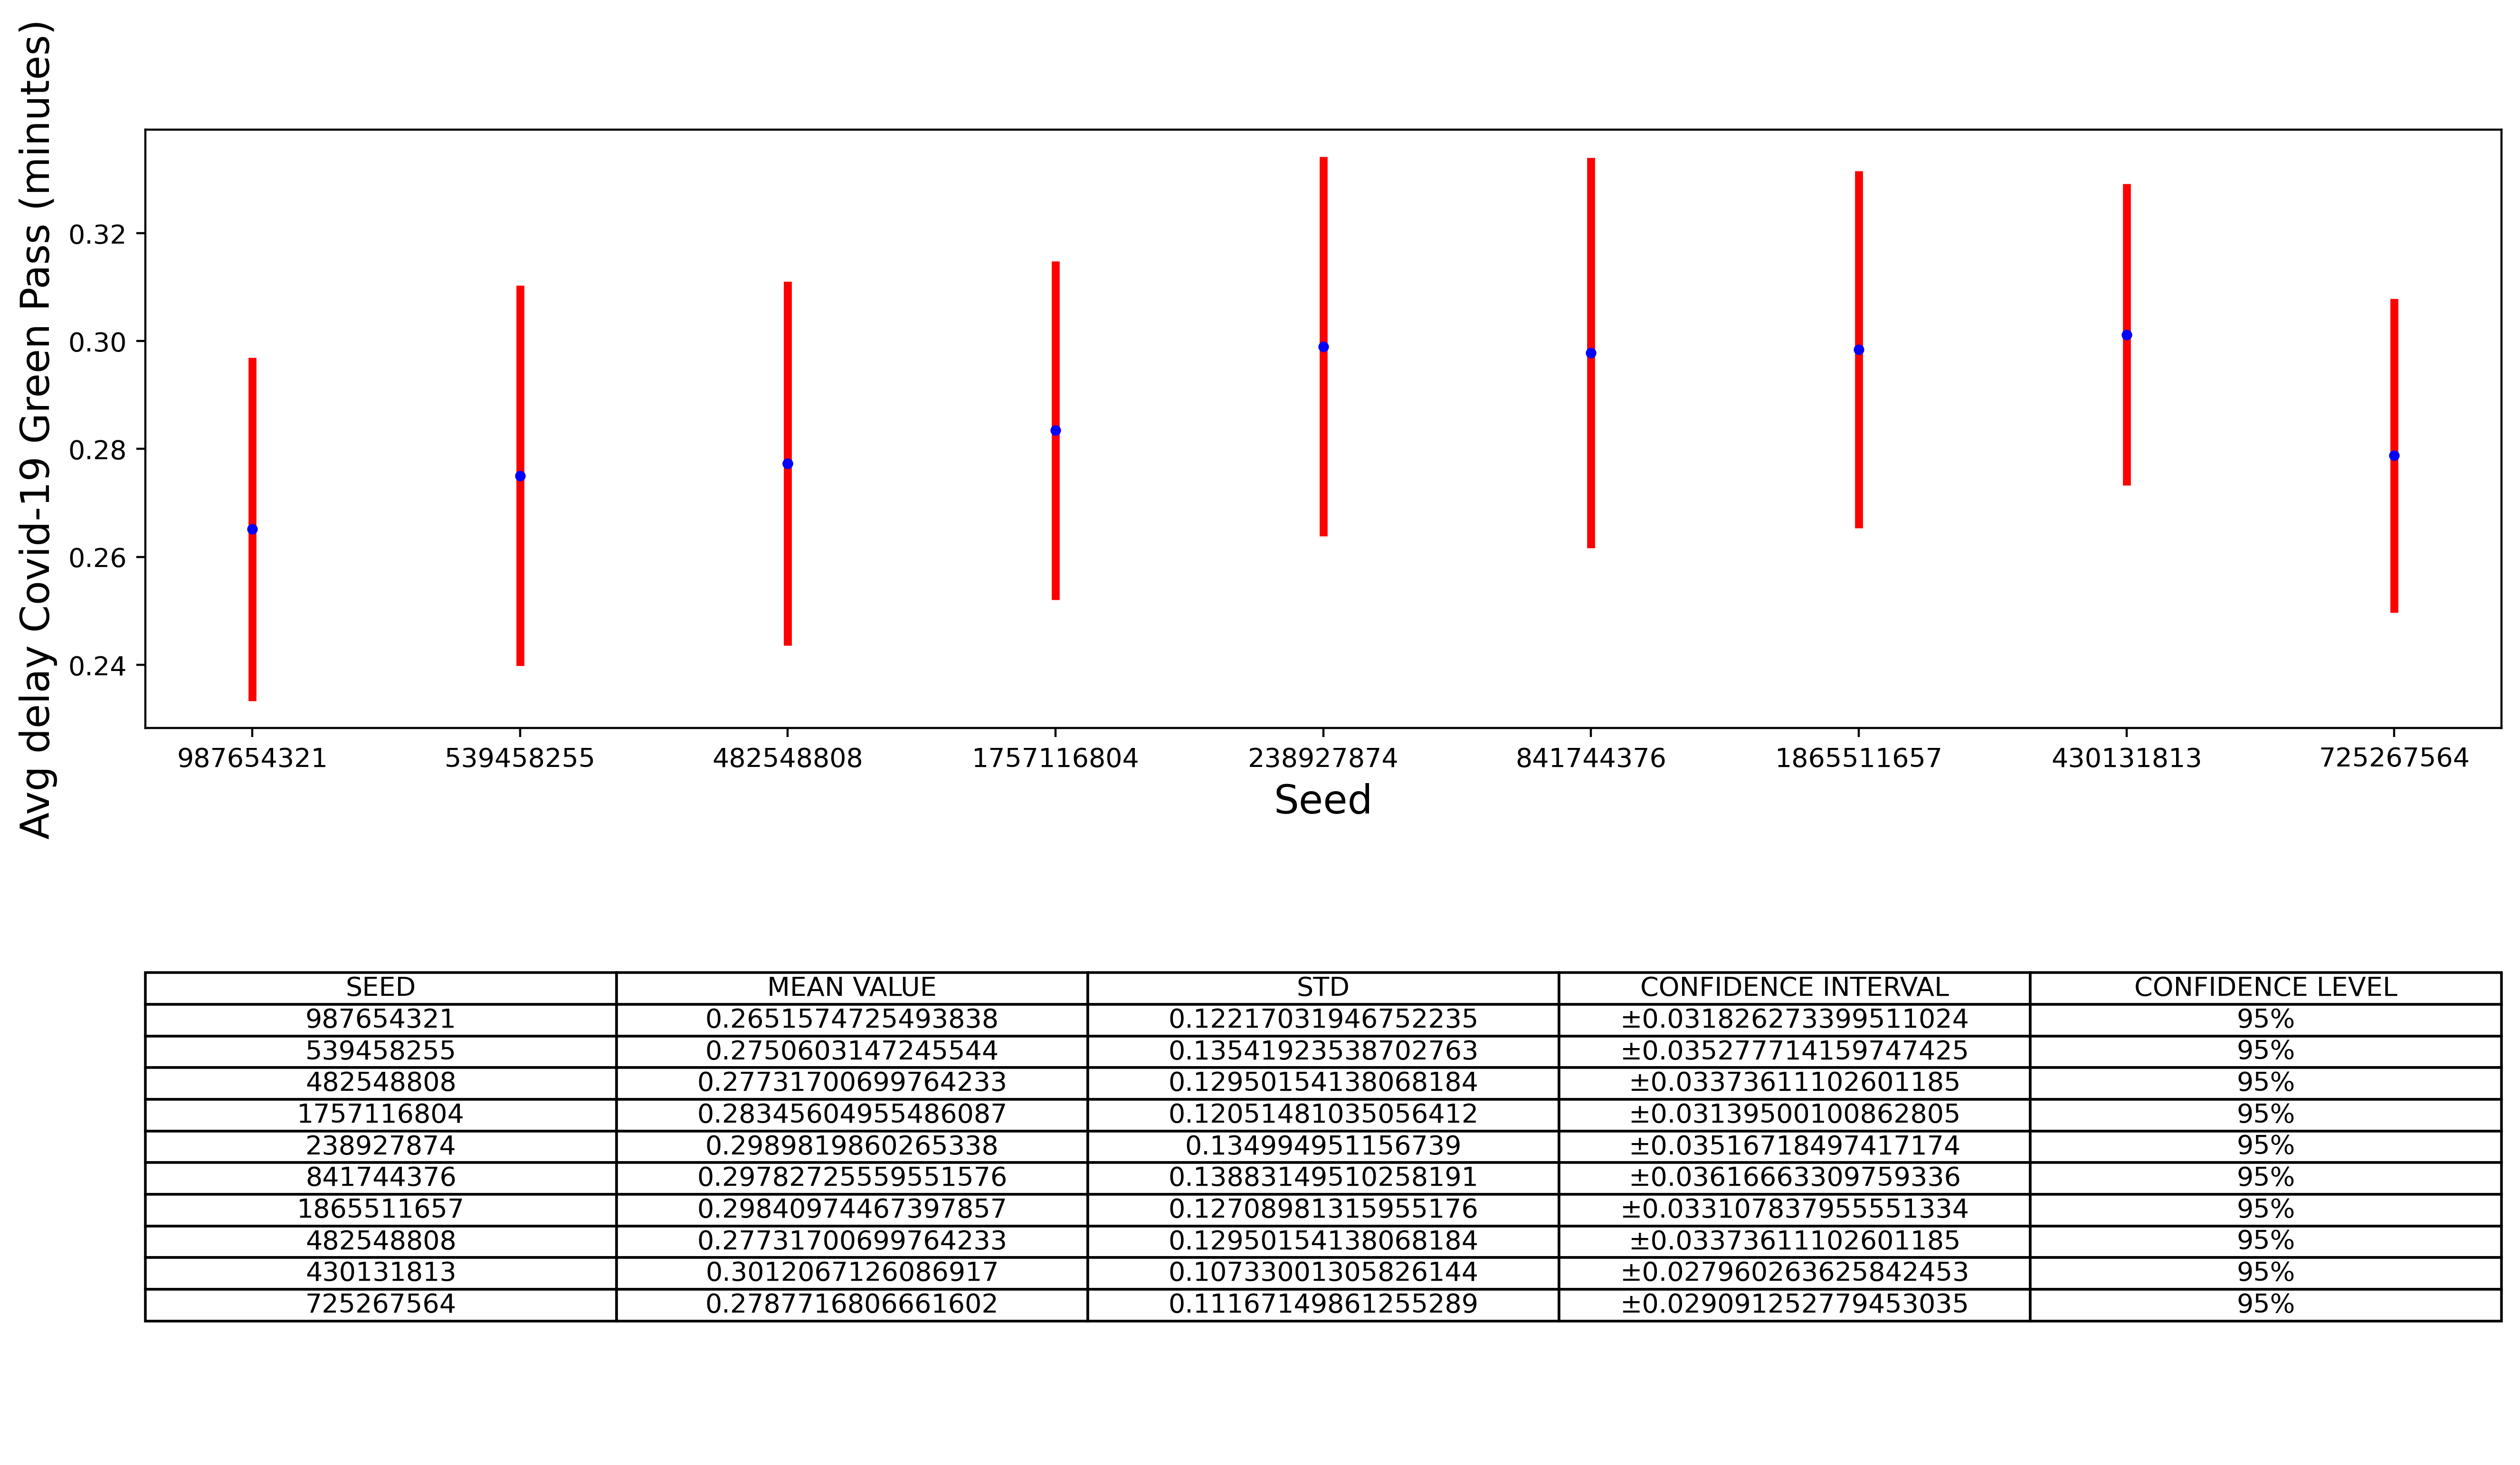 Avg delay Covid-19 Green Pass (minutes)
0.32
0.30
0.28
0.26
0.24
987654321 539458255 482548808 1757116804 238927874 841744376 1865511657 430131813 725267564
Seed
SEED MEAN VALUE STD CONFIDENCE INTERVAL CONFIDENCE LEVEL
987654321 0.2651574725493838 0.12217031946752235 ±0.031826273399511024 95%
539458255 0.2750603147245544 0.13541923538702763 ±0.035277714159747425 95%
482548808 0.27731700699764233 0.12950154138068184 ±0.03373611102601185 95%
1757116804 0.28345604955486087 0.12051481035056412 ±0.03139500100862805 95%
238927874 0.2989819860265338 0.134994951156739 ±0.03516718497417174 95%
841744376 0.29782725559551576 0.13883149510258191 ±0.03616663309759336 95%
1865511657 0.29840974467397857 0.12708981315955176 ±0.033107837955551334 95%
482548808 0.27731700699764233 0.12950154138068184 ±0.03373611102601185 95%
430131813 0.3012067126086917 0.10733001305826144 ±0.027960263625842453 95%
725267564 0.2787716806661602 0.11167149861255289 ±0.029091252779453035 95%